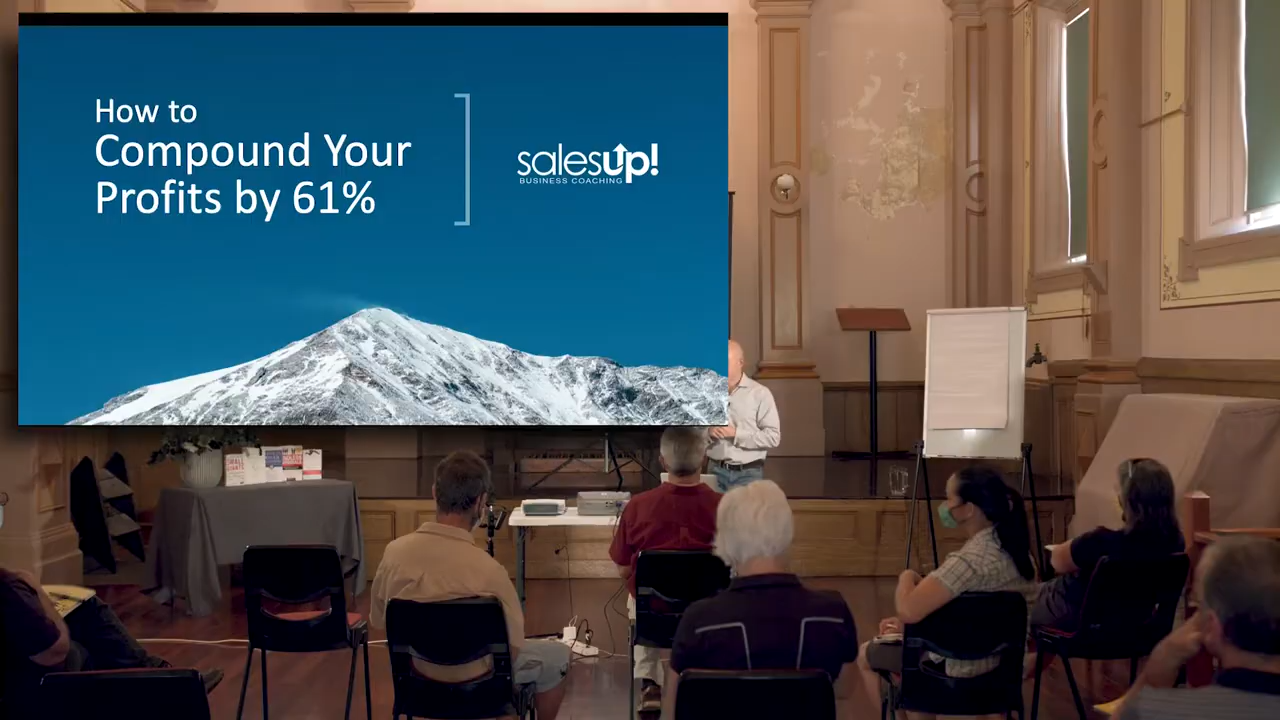 How to
Compound Your
Profits by 61%
salesup!
BUSINESS COACHING